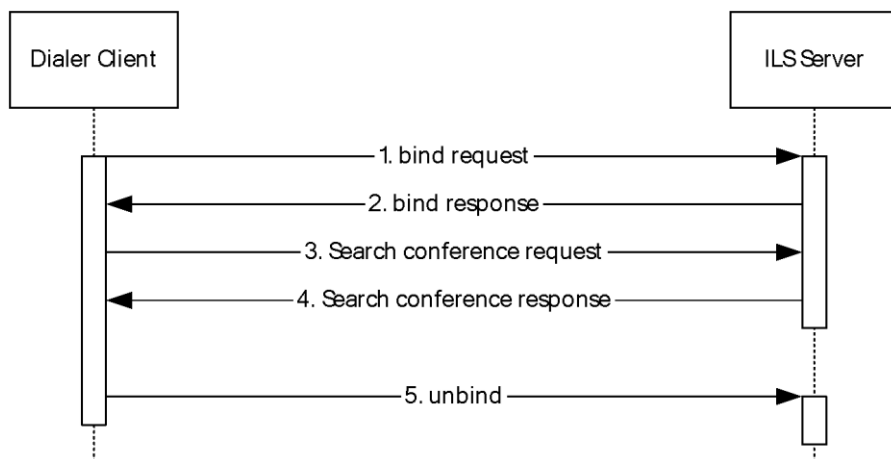 Dialer Client
ILS Server
1. bind request
2. bind response
3. Search conference request
4. Search conference response
5. unbind